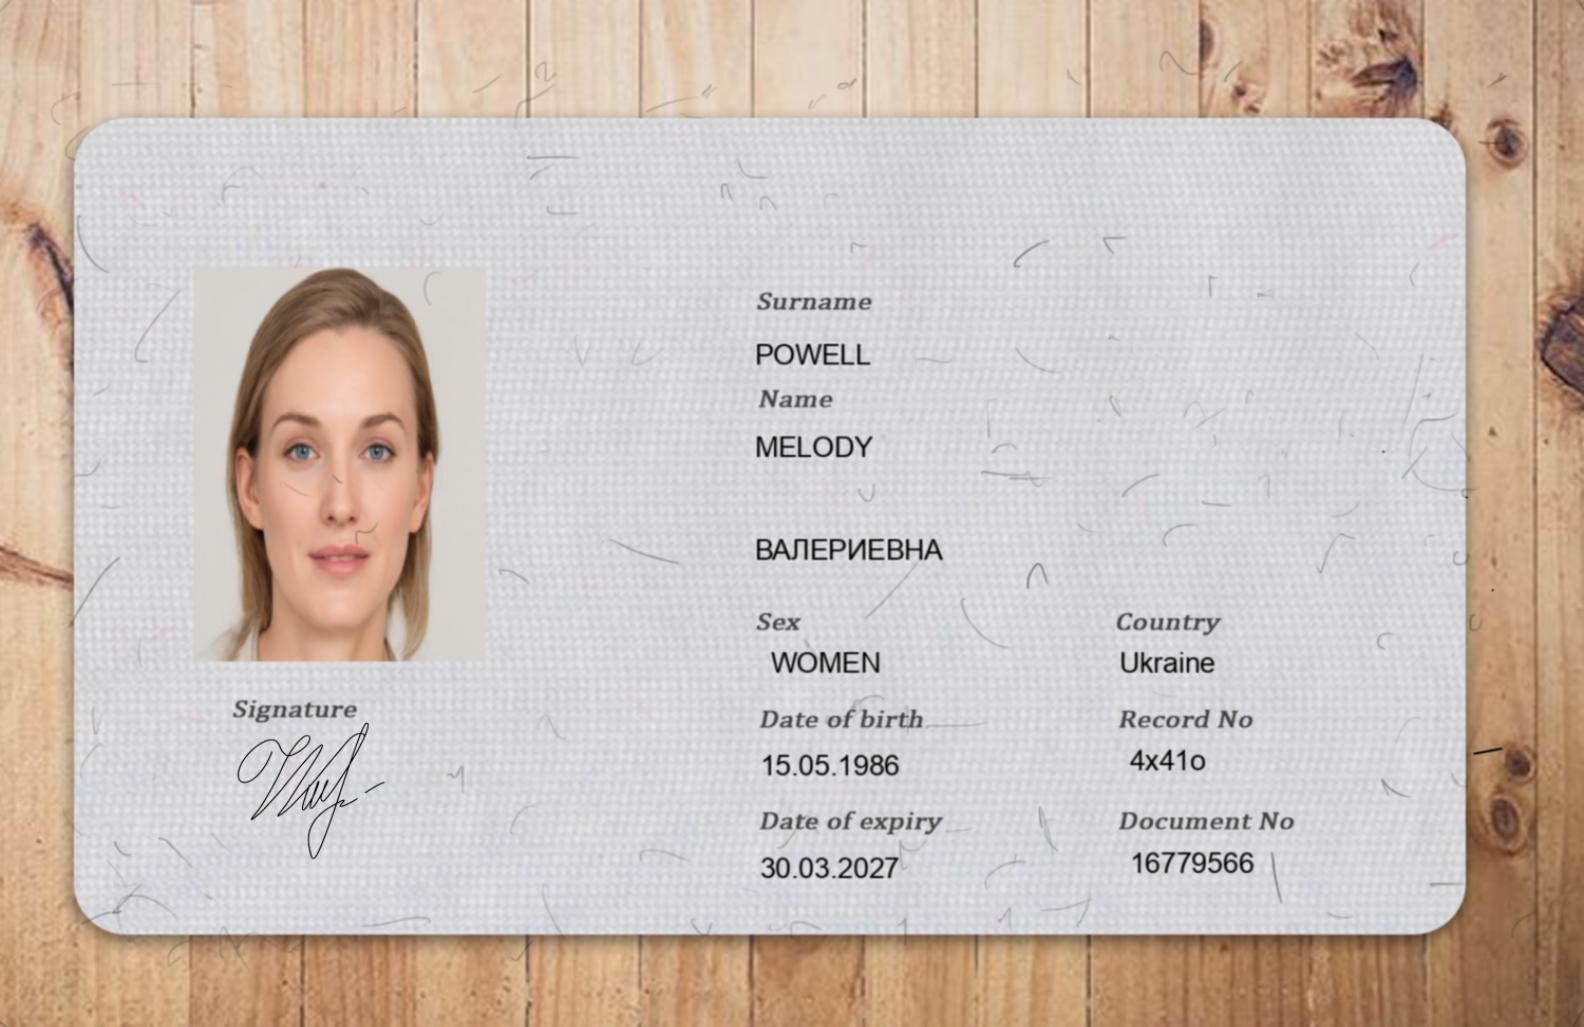 Surname
POWELL
Name
MELODY
ВАЛЕРИЕВНА
Sex
Country
WOMEN
Ukraine
Date of birth
Record No
15.05.1986
4x41o
Date of expiry
Document No
30.03.2027
16779566
Signature